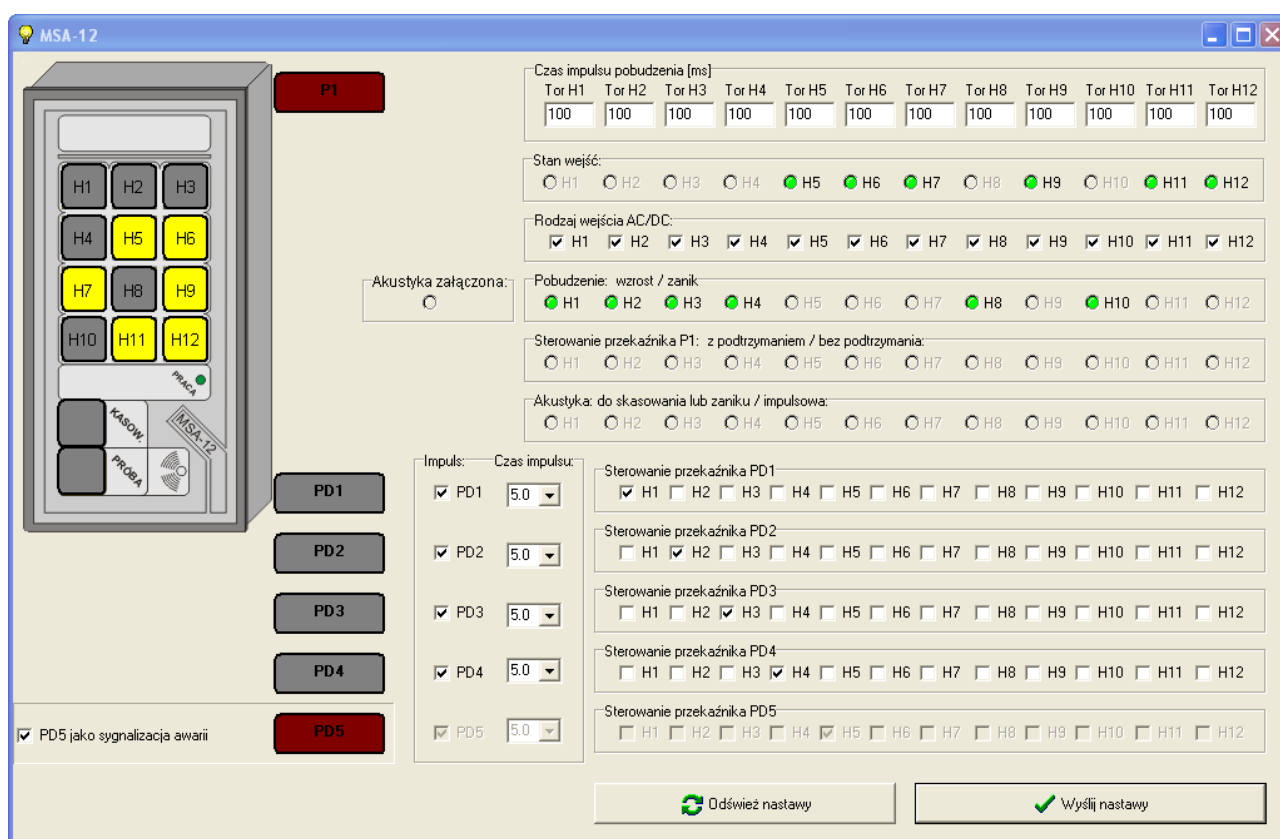 MSA-12
P1
Czas impulsu pobudzenia [ms]
Tor H1 Tor H2 Tor H3 Tor H4 Tor H5 Tor H6 Tor H7 Tor H8 Tor H9 Tor H10 Tor H11 Tor H12
100 100 100 100 100 100 100 100 100 100 100 100
Stan wejść:
H1 H2 H3 H4 H5 H6 H7 H8 H9 H10 H11 H12
Rodzaj wejścia AC/DC:
H1 H2 H3 H4 H5 H6 H7 H8 H9 H10 H11 H12
Akustyka załączona:
Pobudzenie: wzrost / zanik
H1 H2 H3 H4 H5 H6 H7 H8 H9 H10 H11 H12
Sterowanie przekaźnika P1: z podtrzymaniem / bez podtrzymania:
H1 H2 H3 H4 H5 H6 H7 H8 H9 H10 H11 H12
Akustyka: do skasowania lub zaniku / impulsowa:
H1 H2 H3 H4 H5 H6 H7 H8 H9 H10 H11 H12
H1 H2 H3
H4 H5 H6
H7 H8 H9
H10 H11 H12
PRACA
KASOW.
MSA-12
PRÓBA
Impuls: Czas impulsu:
PD1
PD1 5.0
Sterowanie przekaźnika PD1
H1 H2 H3 H4 H5 H6 H7 H8 H9 H10 H11 H12
PD2
PD2 5.0
Sterowanie przekaźnika PD2
H1 H2 H3 H4 H5 H6 H7 H8 H9 H10 H11 H12
PD3
PD3 5.0
Sterowanie przekaźnika PD3
H1 H2 H3 H4 H5 H6 H7 H8 H9 H10 H11 H12
PD4
PD4 5.0
Sterowanie przekaźnika PD4
H1 H2 H3 H4 H5 H6 H7 H8 H9 H10 H11 H12
PD5 jako sygnalizacja awarii
PD5
PD5 5.0
Sterowanie przekaźnika PD5
H1 H2 H3 H4 H5 H6 H7 H8 H9 H10 H11 H12
Odśwież nastawy
Wyślij nastawy